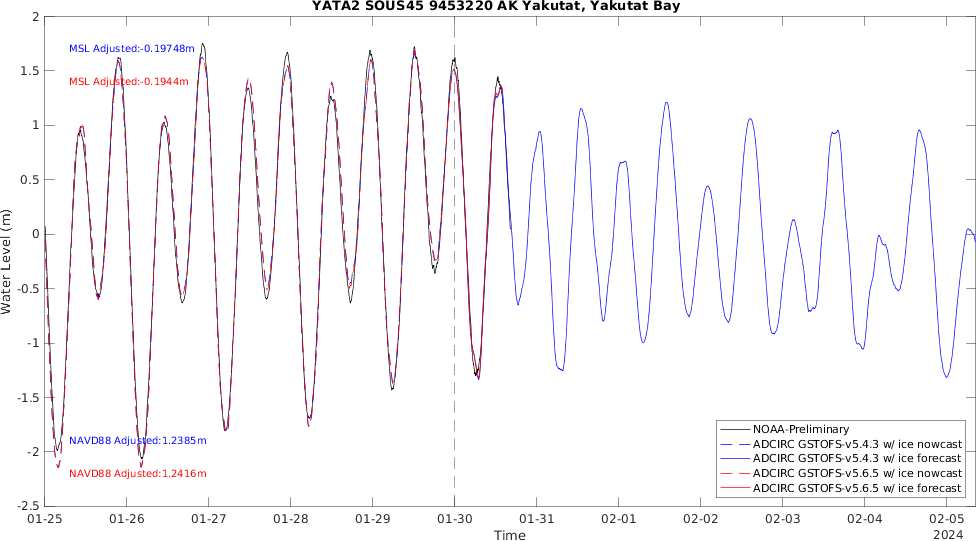 YATA2 SOUS45 9453220 AK Yakutat, Yakutat Bay
2
1.5
1
0.5
0
-0.5
-1
-1.5
-2
-2.5
Water Level (m)
MSL Adjusted:-0.19748m
MSL Adjusted:-0.1944m
NAVD88 Adjusted:1.2385m
NAVD88 Adjusted:1.2416m
NOAA-Preliminary
ADCIRC GSTOFS-v5.4.3 w/ ice nowcast
ADCIRC GSTOFS-v5.4.3 w/ ice forecast
ADCIRC GSTOFS-v5.6.5 w/ ice nowcast
ADCIRC GSTOFS-v5.6.5 w/ ice forecast
01-25 01-26 01-27 01-28 01-29 01-30 01-31 02-01 02-02 02-03 02-04 02-05
2024
Time